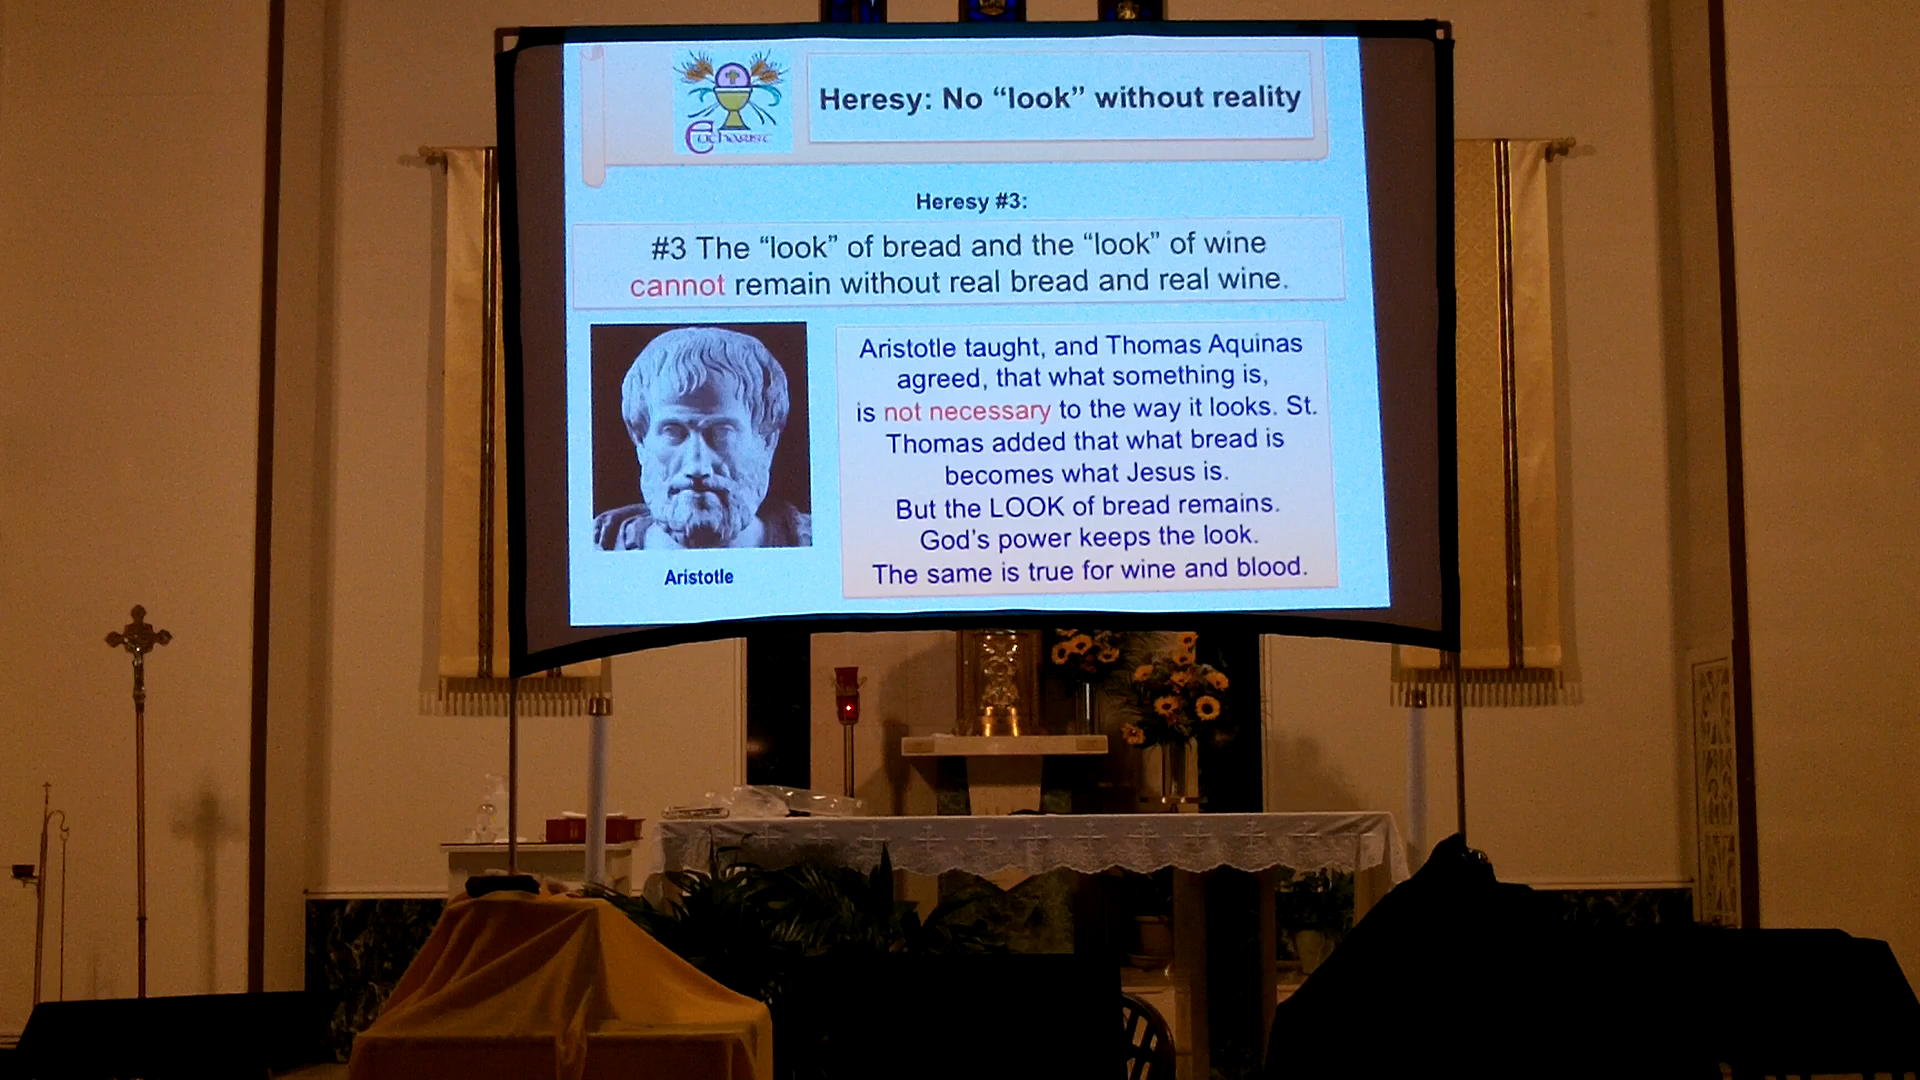 Eucharist
Heresy: No “look” without reality
Heresy #3:
#3 The “look” of bread and the “look” of wine
cannot remain without real bread and real wine.
Aristotle taught, and Thomas Aquinas
agreed, that what something is,
is not necessary to the way it looks. St.
Thomas added that what bread is
becomes what Jesus is.
But the LOOK of bread remains.
God’s power keeps the look.
The same is true for wine and blood.
Aristotle